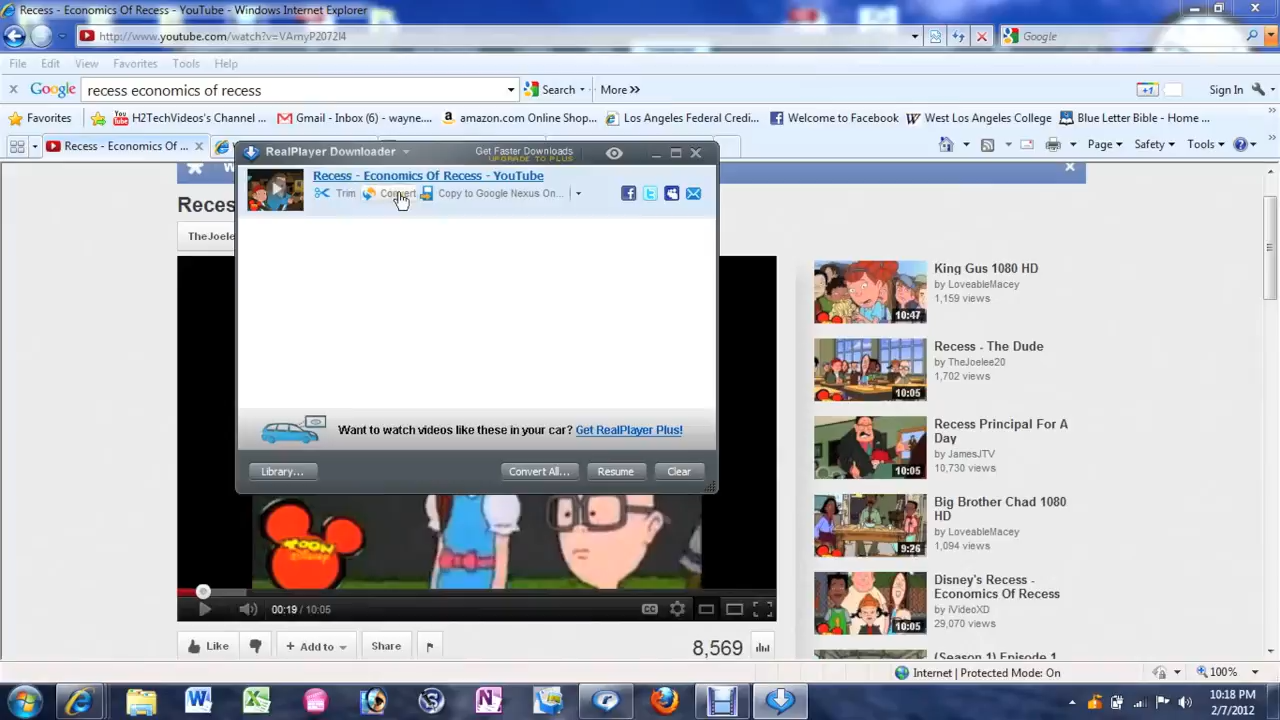 Recess - Economics Of Recess - YouTube - Windows Internet Explorer
http://www.youtube.com/watch?v=VAmyP2072I4
Google
File Edit View Favorites Tools Help
Google recess economics of recess Search More >> +1 Sign In
Favorites H2TechVideos's Channel ... Gmail - Inbox (6) - wayne.... amazon.com Online Shop... Los Angeles Federal Cred... Welcome to Facebook West Los Angeles College Blue Letter Bible - Home
Recess - Economics Of ... Page Safety Tools
RealPlayer Downloader
Get Faster Downloads
UPGRADE TO PLUS
Recess - Economics Of Recess - YouTube
Trim Convert Copy to Google Nexus On...
Reces
TheJoele
Want to watch videos like these in your car? Get RealPlayer Plus!
Library... Convert All... Resume Clear
TOON
00:19 / 10:05
CC
Like Add to Share 8,569
King Gus 1080 HD
by LoveableMacey
1,159 views
10:47
Recess - The Dude
by TheJoelee20
1,702 views
10:05
Recess Principal For A
Day
by JamesJTV
10,730 views
10:05
Big Brother Chad 1080
HD
by LoveableMacey
1,094 views
9:26
Disney's Recess -
Economics Of Recess
by iVideoXD
29,070 views
10:05
(Season 1) Episode 1
Internet | Protected Mode: On 100%
10:18 PM
2/7/2012